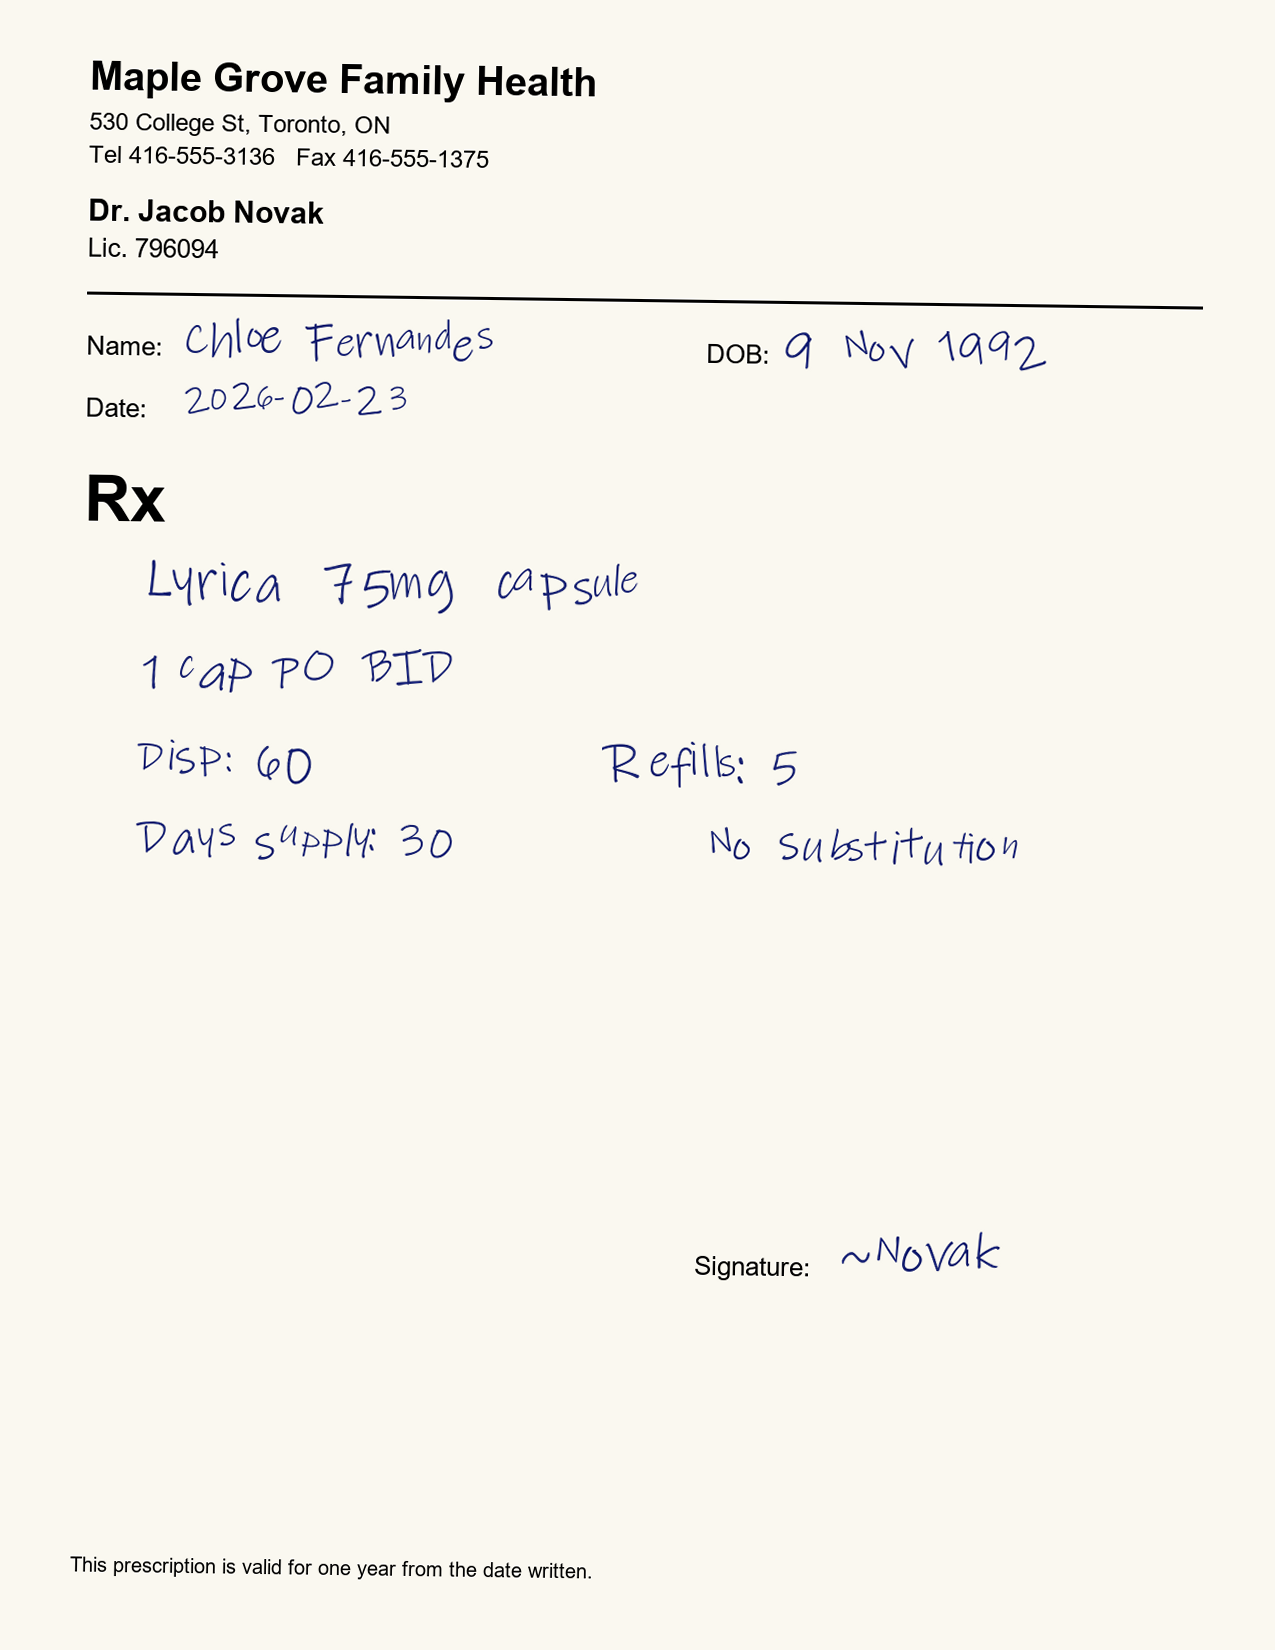 Maple Grove Family Health
530 College St, Toronto, ON
Tel 416-555-3136 Fax 416-555-1375
Dr. Jacob Novak
Lic. 796094
Name: Chloe Fernandes DOB: 9 Nov 1992
Date: 2026-02-23
Rx
Lyrica 75mg capsule
1 cap PO BID
Disp: 60 Refills: 5
Days supply: 30 No substitution
Signature: ~Novak
This prescription is valid for one year from the date written.